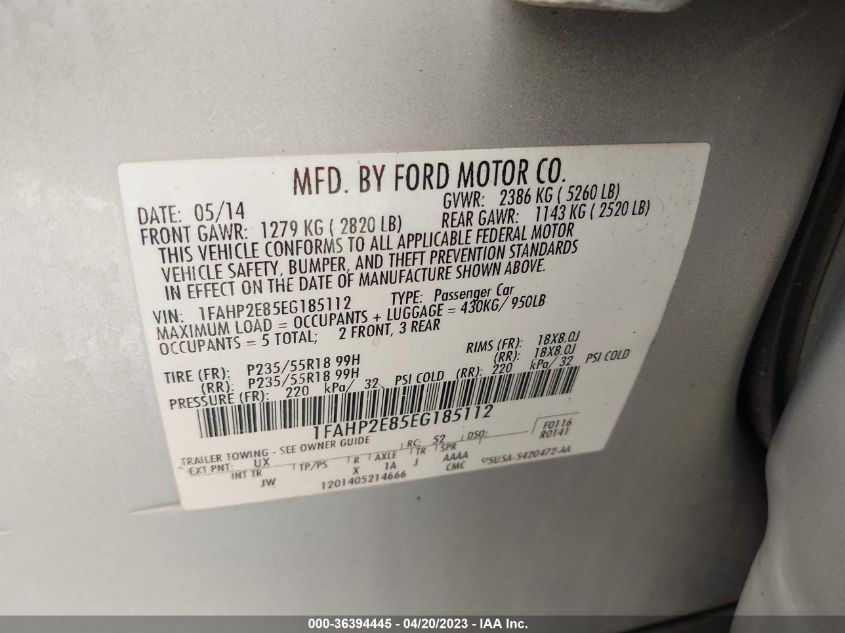 MFD. BY FORD MOTOR CO.
DATE: 05/14 GVWR: 2386 KG ( 5260 LB)
FRONT GAWR: 1279 KG ( 2820 LB) REAR GAWR: 1143 KG ( 2520 LB)
THIS VEHICLE CONFORMS TO ALL APPLICABLE FEDERAL MOTOR
VEHICLE SAFETY, BUMPER, AND THEFT PREVENTION STANDARDS
IN EFFECT ON THE DATE OF MANUFACTURE SHOWN ABOVE.
VIN: 1FAHP2E85EG185112 TYPE: Passenger Car
MAXIMUM LOAD = OCCUPANTS + LUGGAGE = 430KG/ 950LB
OCCUPANTS = 5 TOTAL; 2 FRONT, 3 REAR
TIRE (FR): P235/55R18 99H RIMS (FR): 18X8.0J
(RR): P235/55R18 99H (RR): 18X8.0J
PRESSURE (FR): 220 kPa/ 32 PSI COLD (RR): 220 kPa/ 32 PSI COLD
1FAHP2E85EG185112
TRAILER TOWING - SEE OWNER GUIDE RC: 52 DSO: F0116
R0141
EXT PNT: UX INT TR TP/PS R AXLE TR SPR
JW X 1A J AAAA
CMC
1201405214666 5U5A-5420472-AA
000-36394445 - 04/20/2023 - IAA Inc.